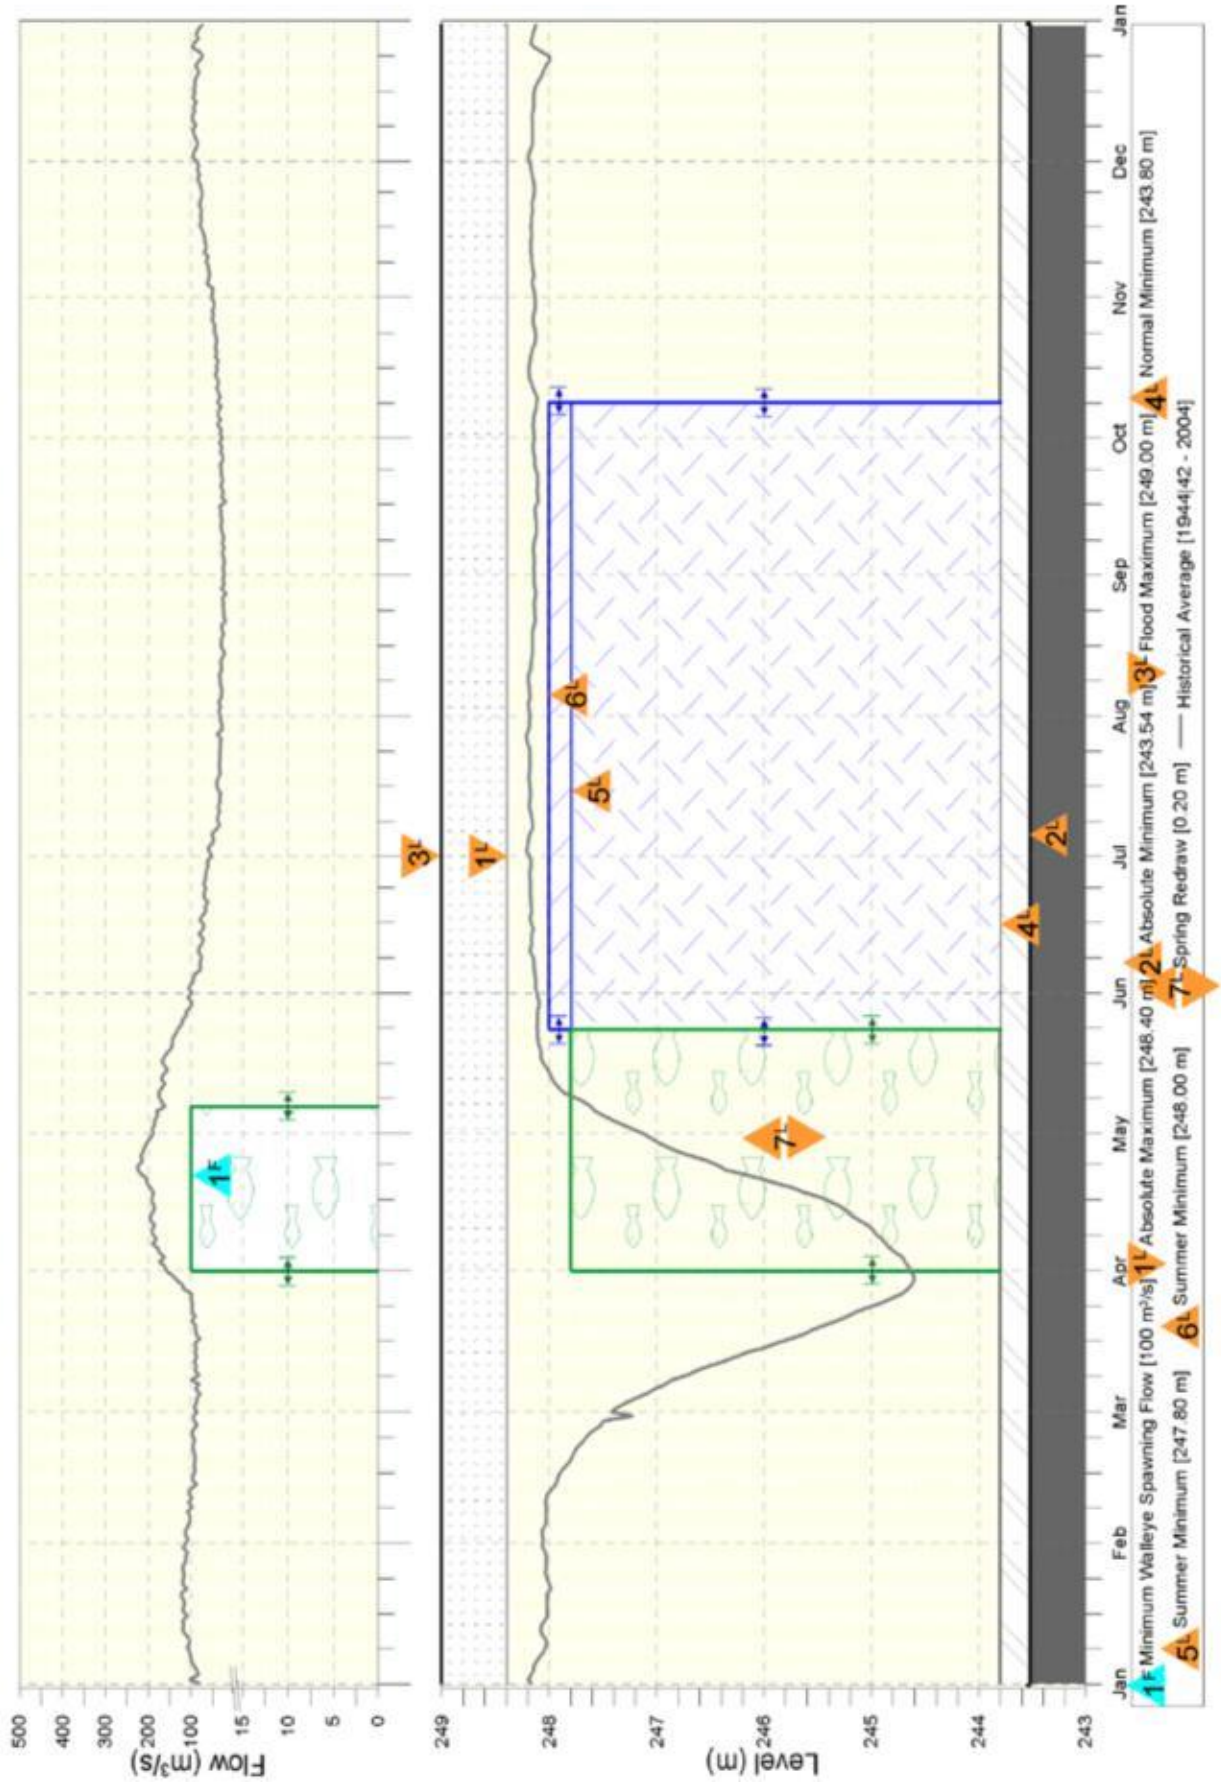 500
400
300
200
100
15
10
5
0
Flow (m³/s)
1F
3L
249
248
247
246
245
244
243
Level (m)
1L
6L
5L
7L
4L
2L
Jan Feb Mar Apr May Jun Jul Aug Sep Oct Nov Dec Jan
1F Minimum Walleye Spawning Flow [100 m³/s] 1L Absolute Maximum [248.40 m] 2L Absolute Minimum [243.54 m] 3L Flood Maximum [249.00 m] 4L Normal Minimum [243.80 m]
5L Summer Minimum [247.80 m] 6L Summer Minimum [248.00 m] 7L Spring Redraw [0.20 m] Historical Average [1944|42 - 2004]